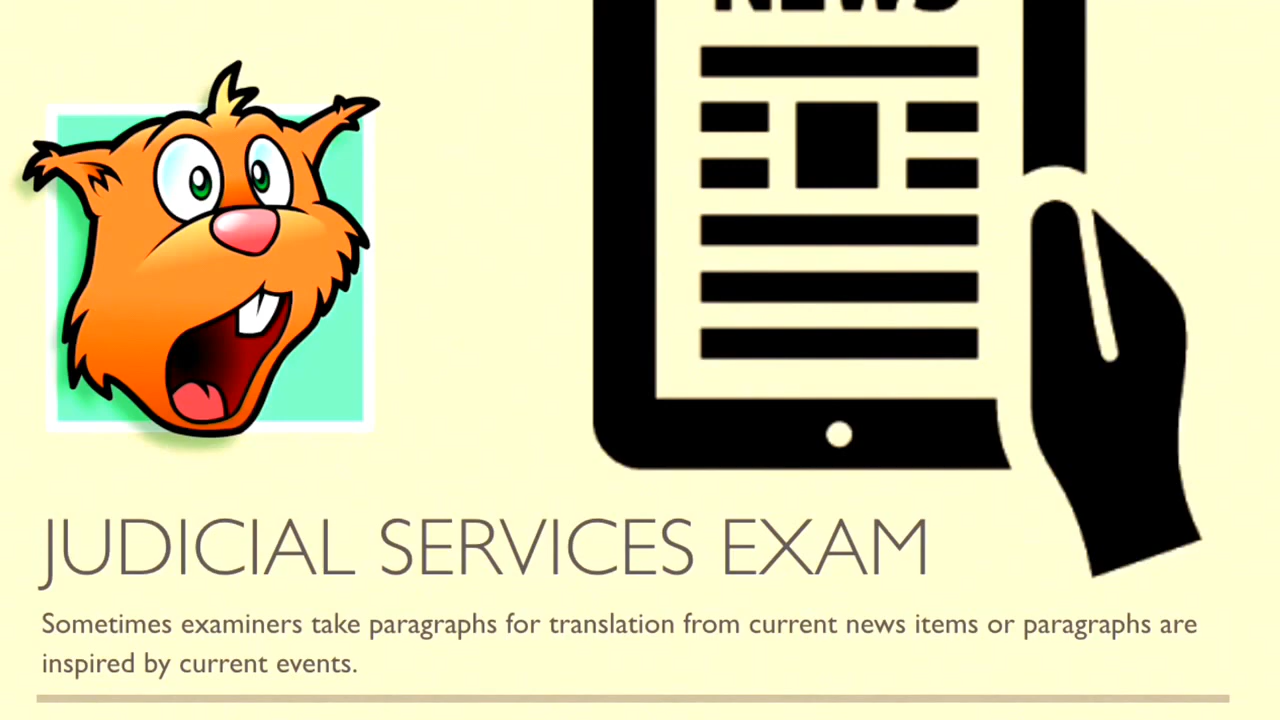 NEWS
JUDICIAL SERVICES EXAM
Sometimes examiners take paragraphs for translation from current news items or paragraphs are
inspired by current events.